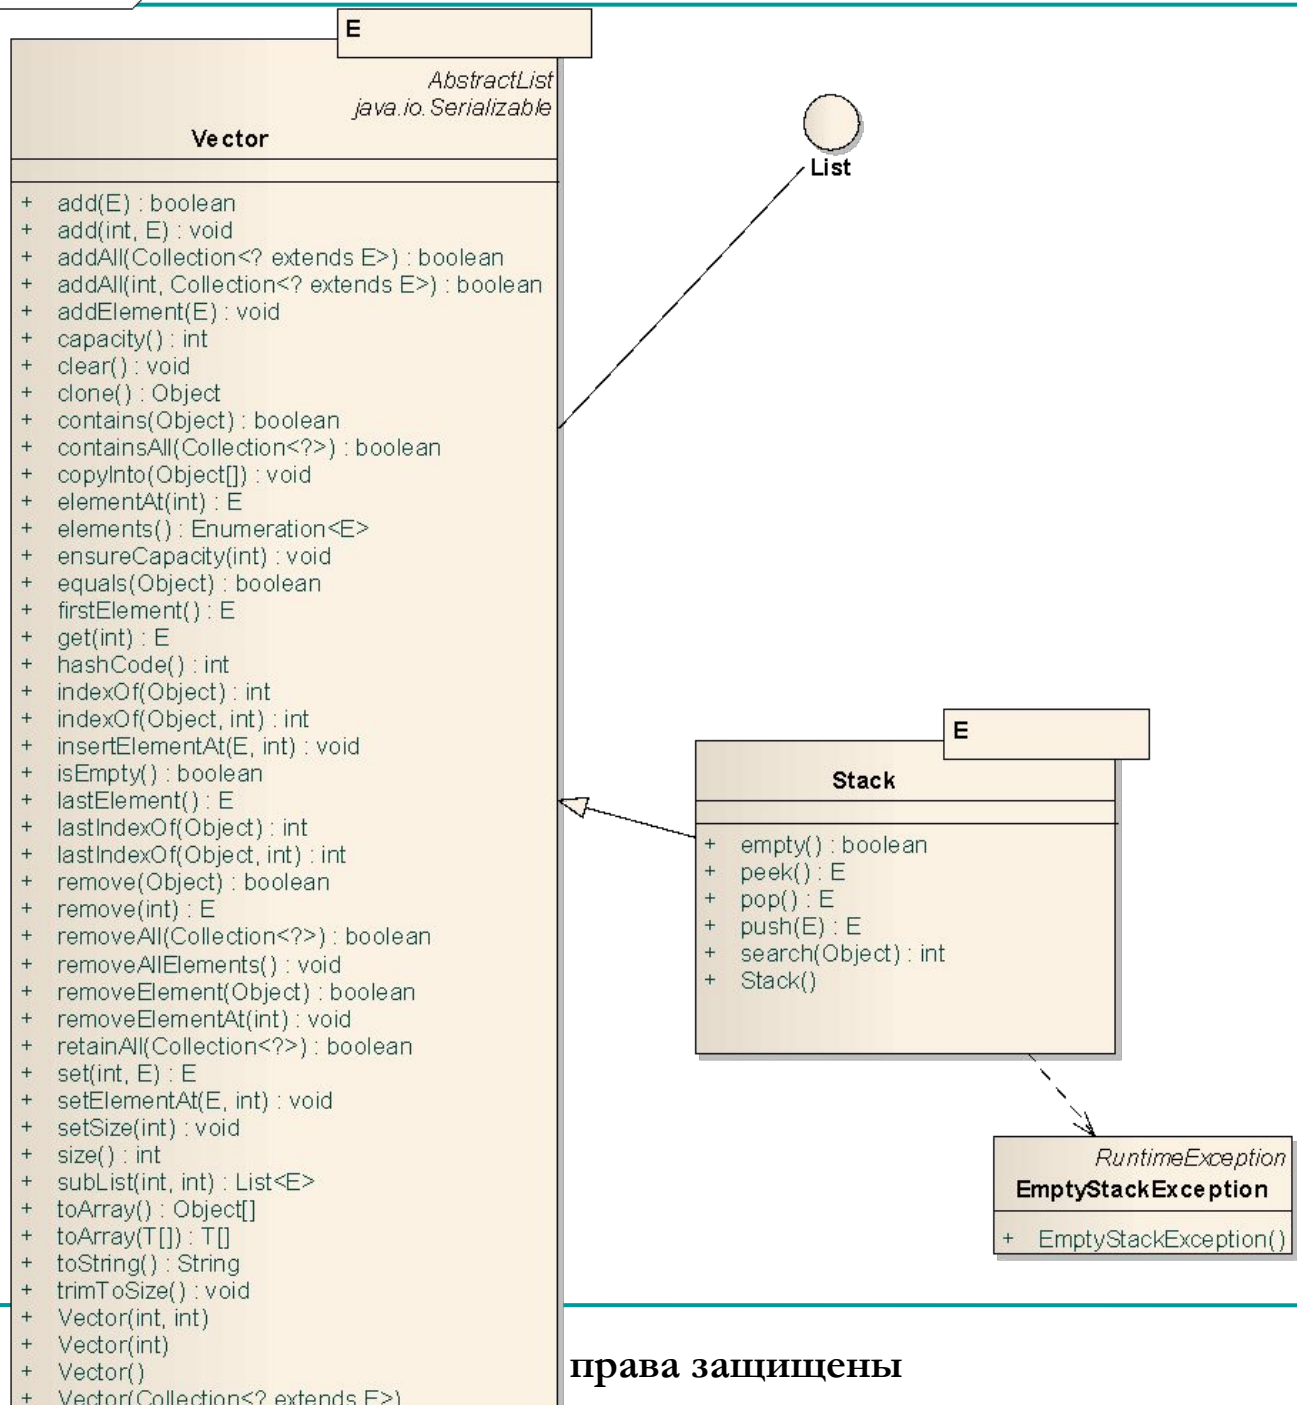 E
AbstractList
java.io.Serializable
Vector
+ add(E) : boolean
+ add(int, E) : void
+ addAll(Collection<? extends E>) : boolean
+ addAll(int, Collection<? extends E>) : boolean
+ addElement(E) : void
+ capacity() : int
+ clear() : void
+ clone() : Object
+ contains(Object) : boolean
+ containsAll(Collection<?>) : boolean
+ copyInto(Object[]) : void
+ elementAt(int) : E
+ elements() : Enumeration<E>
+ ensureCapacity(int) : void
+ equals(Object) : boolean
+ firstElement() : E
+ get(int) : E
+ hashCode() : int
+ indexOf(Object) : int
+ indexOf(Object, int) : int
+ insertElementAt(E, int) : void
+ isEmpty() : boolean
+ lastElement() : E
+ lastIndexOf(Object) : int
+ lastIndexOf(Object, int) : int
+ remove(Object) : boolean
+ remove(int) : E
+ removeAll(Collection<?>) : boolean
+ removeAllElements() : void
+ removeElement(Object) : boolean
+ removeElementAt(int) : void
+ retainAll(Collection<?>) : boolean
+ set(int, E) : E
+ setElementAt(E, int) : void
+ setSize(int) : void
+ size() : int
+ subList(int, int) : List<E>
+ toArray() : Object[]
+ toArray(T[]) : T[]
+ toString() : String
+ trimToSize() : void
+ Vector(int, int)
+ Vector(int)
+ Vector()
+ Vector(Collection<? extends E>)
List
E
Stack
+ empty() : boolean
+ peek() : E
+ pop() : E
+ push(E) : E
+ search(Object) : int
+ Stack()
RuntimeException
EmptyStackException
+ EmptyStackException()
права защищены